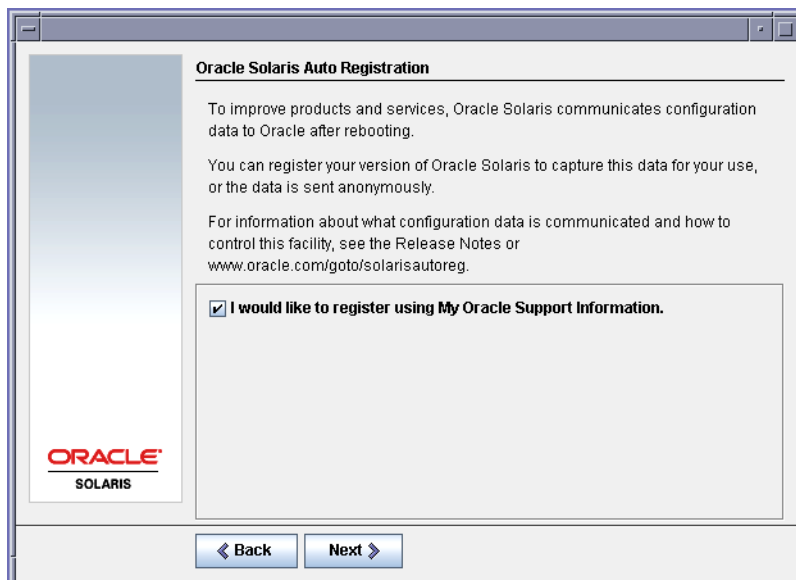 Oracle Solaris Auto Registration
To improve products and services, Oracle Solaris communicates configuration
data to Oracle after rebooting.
You can register your version of Oracle Solaris to capture this data for your use,
or the data is sent anonymously.
For information about what configuration data is communicated and how to
control this facility, see the Release Notes or
www.oracle.com/goto/solarisautoreg.
I would like to register using My Oracle Support Information.
ORACLE
SOLARIS
Back Next